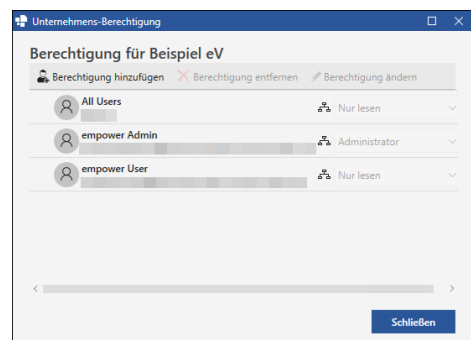 Unternehmens-Berechtigung
Berechtigung für Beispiel eV
Berechtigung hinzufügen Berechtigung entfernen Berechtigung ändern
All Users
Nur lesen
empower Admin
Administrator
empower User
Nur lesen
Schließen